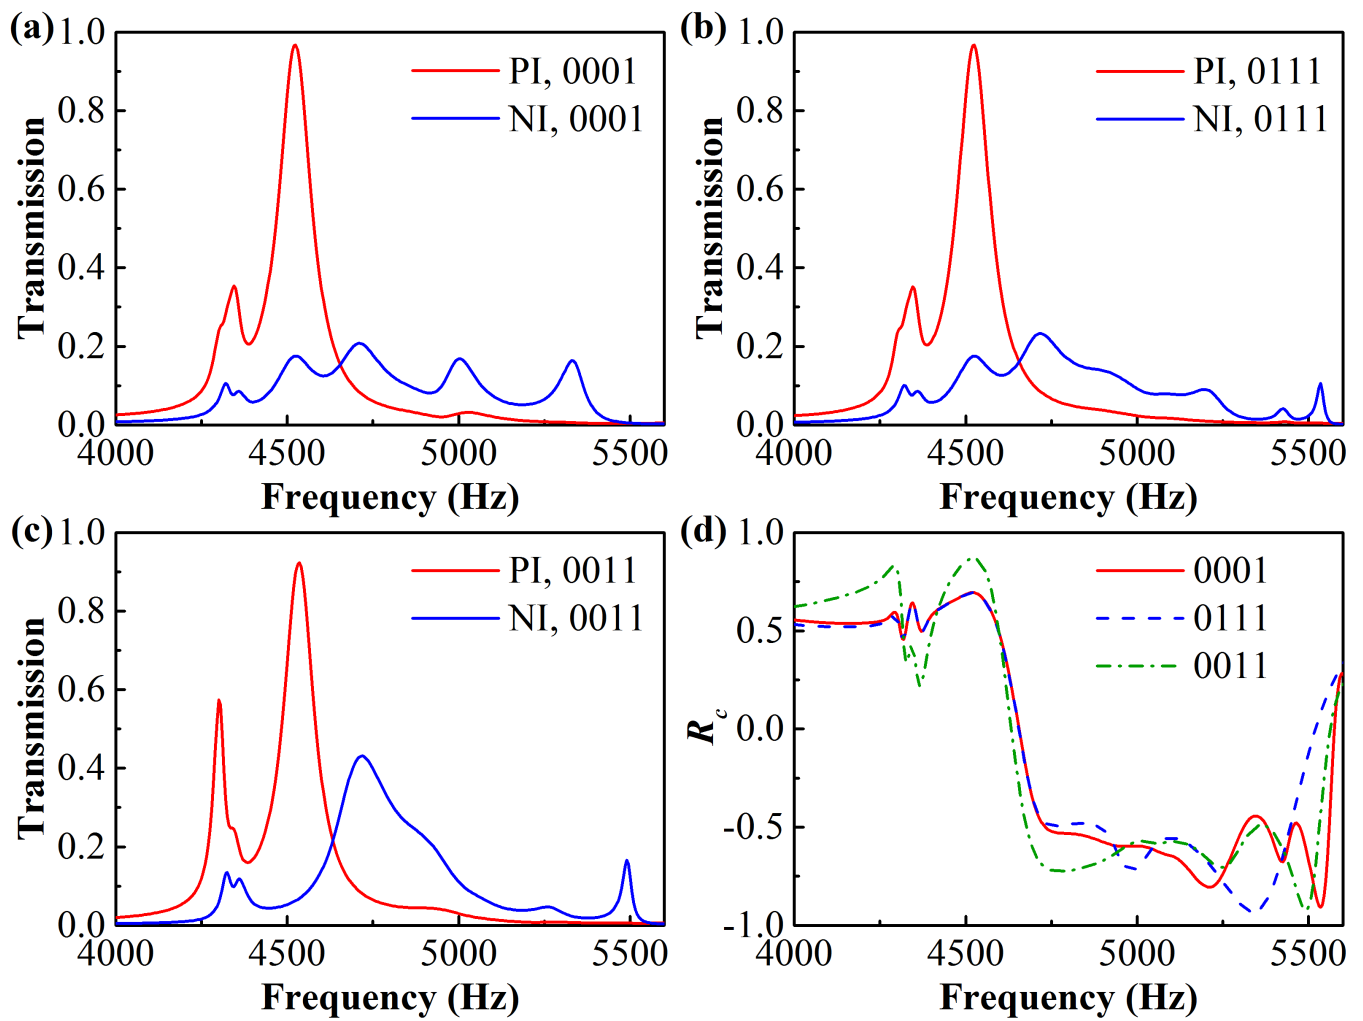 (a)
1.0
0.8
0.6
0.4
0.2
0.0
Transmission
PI, 0001
NI, 0001
4000 4500 5000 5500
Frequency (Hz)
(b)
1.0
0.8
0.6
0.4
0.2
0.0
Transmission
PI, 0111
NI, 0111
4000 4500 5000 5500
Frequency (Hz)
(c)
1.0
0.8
0.6
0.4
0.2
0.0
Transmission
PI, 0011
NI, 0011
4000 4500 5000 5500
Frequency (Hz)
(d)
1.0
0.5
0.0
-0.5
-1.0
Rc
0001
0111
0011
4000 4500 5000 5500
Frequency (Hz)